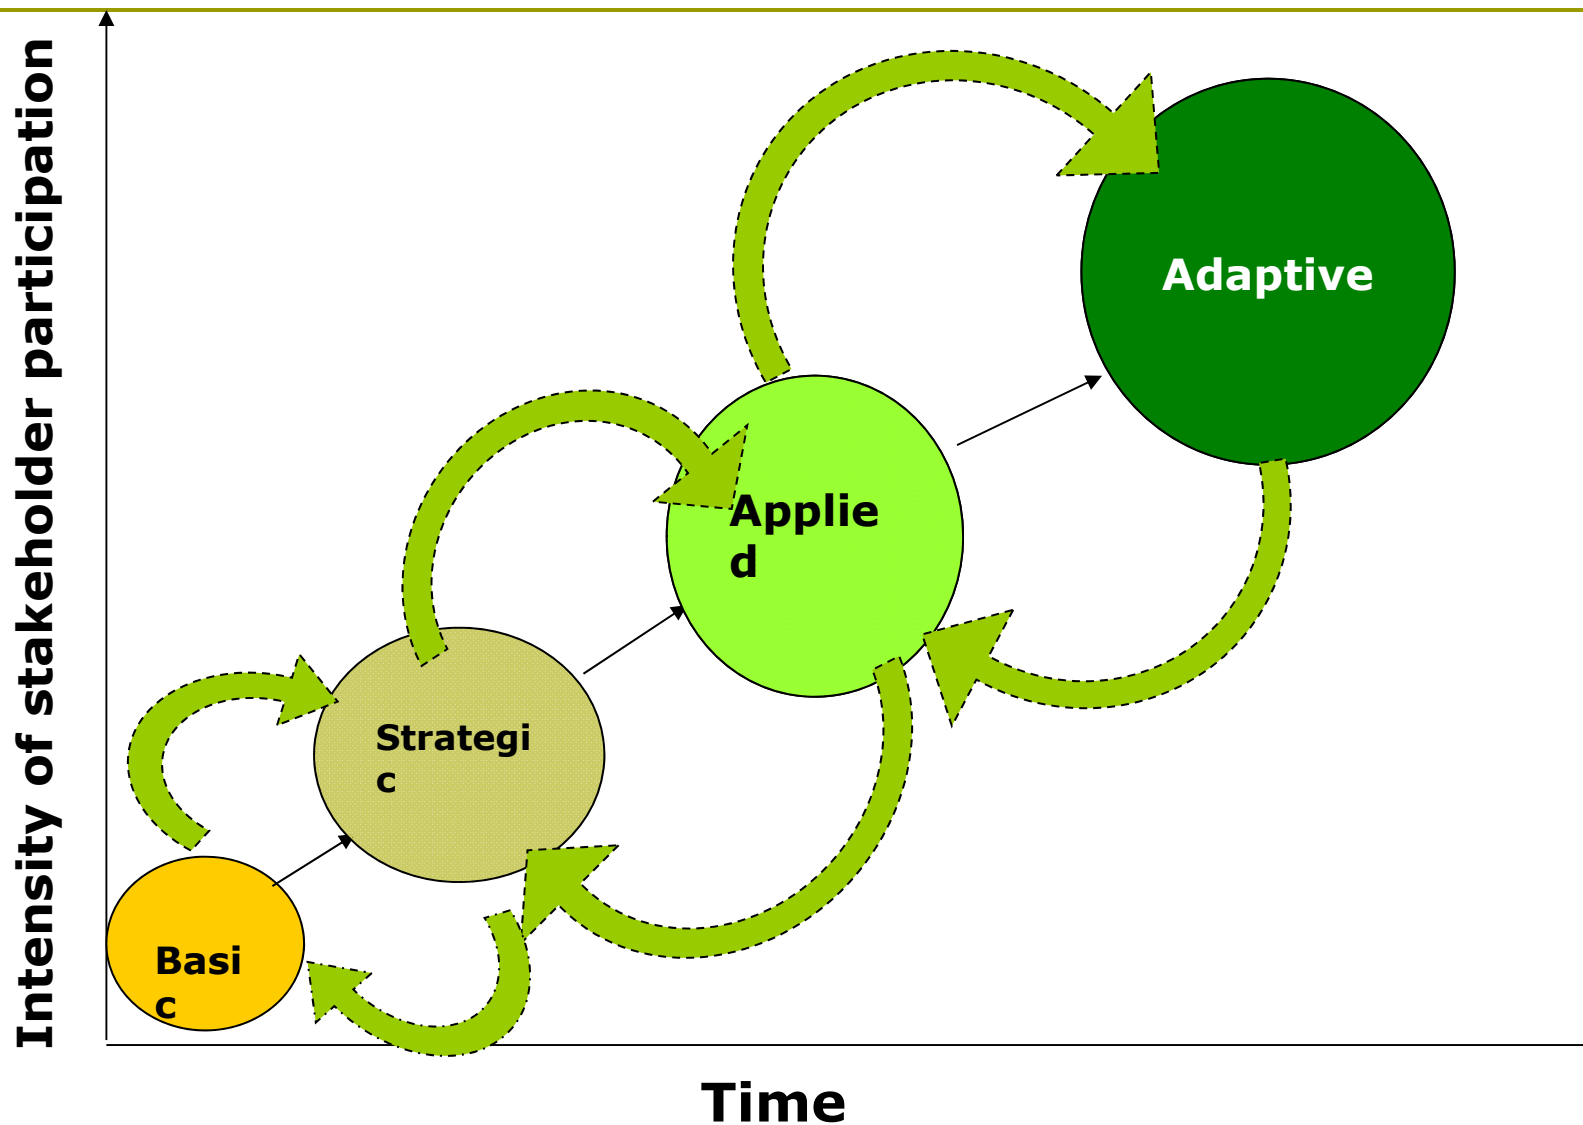 Intensity of stakeholder participation
Adaptive
Applie
d
Strategi
c
Basi
c
Time